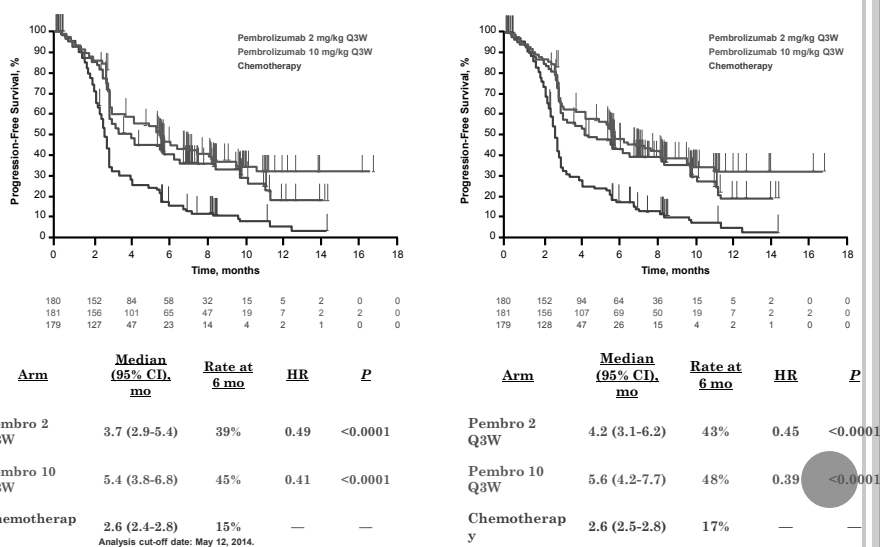 Progression-Free Survival, %
100
90
80
70
60
50
40
30
20
10
0
Pembrolizumab 2 mg/kg Q3W
Pembrolizumab 10 mg/kg Q3W
Chemotherapy
0 2 4 6 8 10 12 14 16 18
Time, months
180 152 84 58 32 15 5 2 0 0
181 156 101 65 47 19 7 2 2 0
179 127 47 23 14 4 2 1 0 0
Arm Median (95% CI), mo Rate at 6 mo HR P
embro 2
3W
3.7 (2.9-5.4) 39% 0.49 <0.0001
embro 10
3W
5.4 (3.8-6.8) 45% 0.41 <0.0001
hemotherap
2.6 (2.4-2.8) 15% — —
Analysis cut-off date: May 12, 2014.
Progression-Free Survival, %
100
90
80
70
60
50
40
30
20
10
0
Pembrolizumab 2 mg/kg Q3W
Pembrolizumab 10 mg/kg Q3W
Chemotherapy
0 2 4 6 8 10 12 14 16 18
Time, months
180 152 94 64 36 15 5 2 0 0
181 156 107 69 50 19 7 2 2 0
179 128 47 26 15 4 2 1 0 0
Arm Median (95% CI), mo Rate at 6 mo HR P
Pembro 2
Q3W
4.2 (3.1-6.2) 43% 0.45 <0.0001
Pembro 10
Q3W
5.6 (4.2-7.7) 48% 0.39 <0.0001
Chemotherap
y
2.6 (2.5-2.8) 17% — —